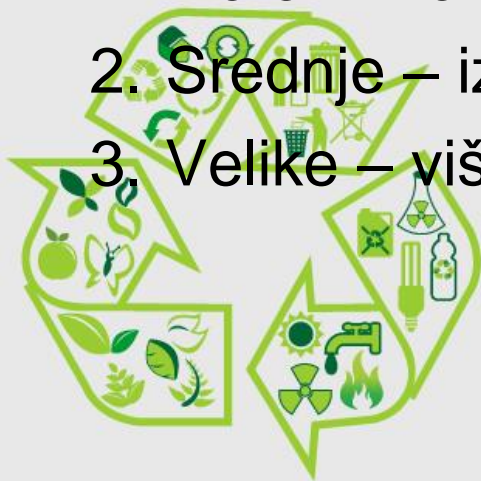 2. Srednje – iz
3. Velike – viš